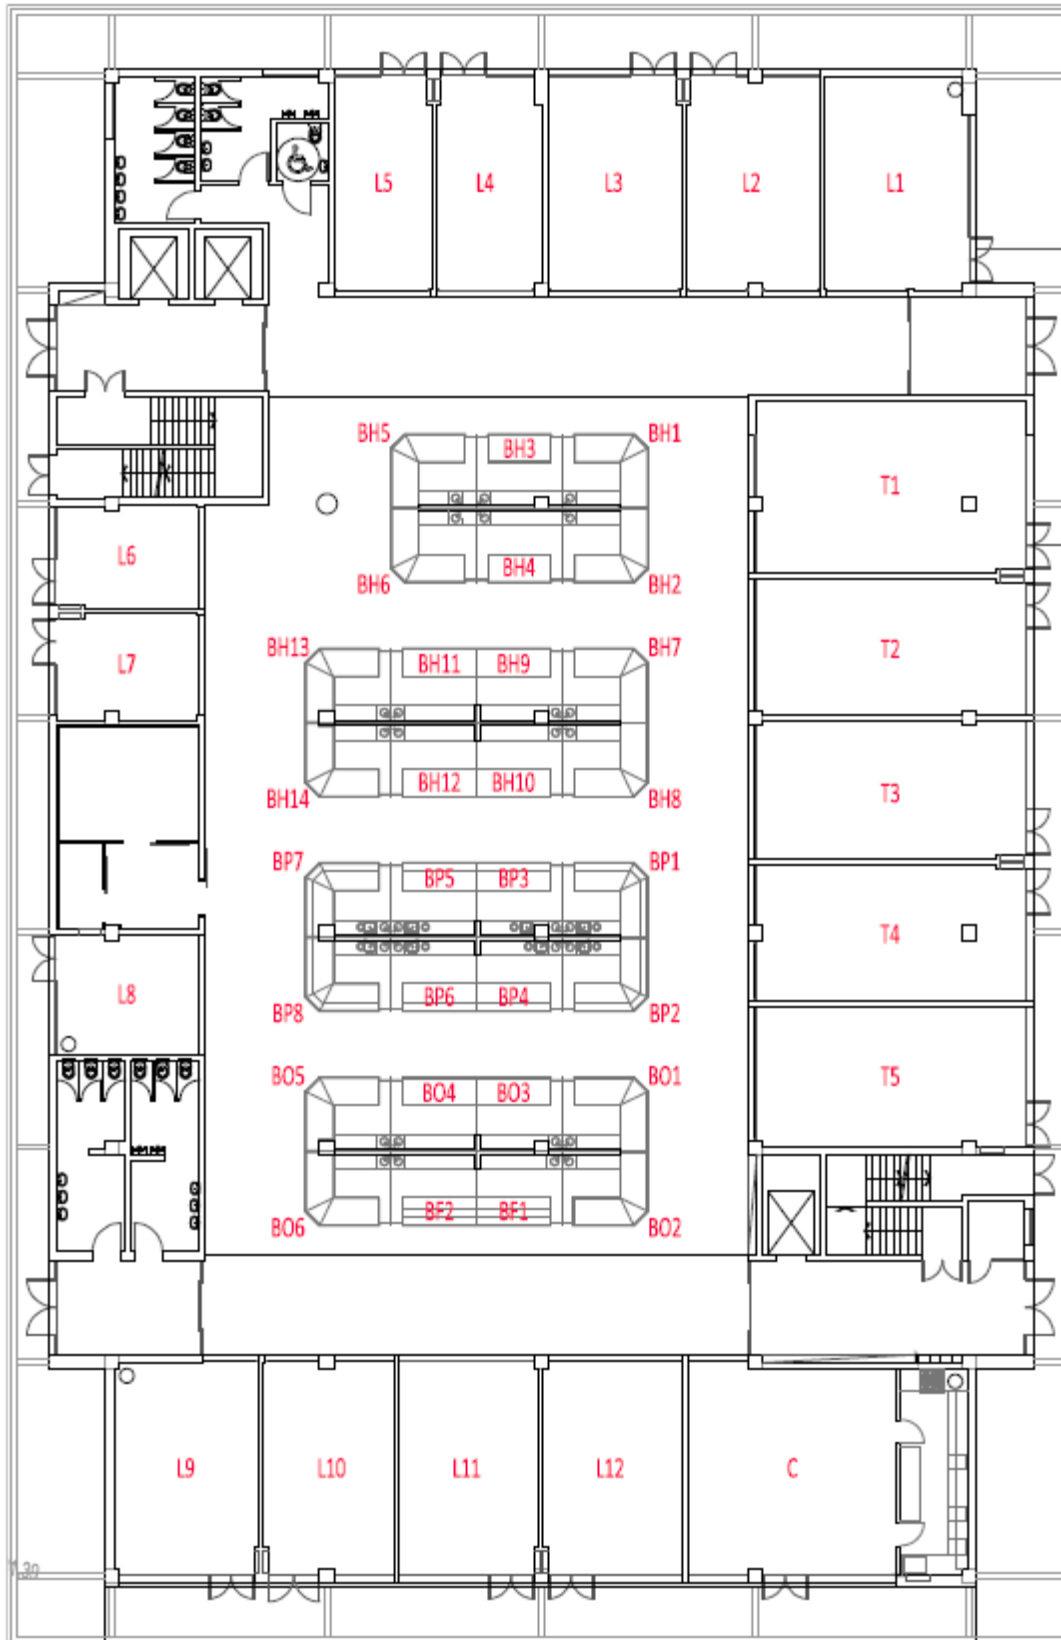 L5 L4 L3 L2 L1
BH5 BH3 BH1
T1
L6 BH6 BH4 BH2
L7 BH13 BH11 BH9 BH7 T2
BH14 BH12 BH10 BH8 T3
BP7 BP5 BP3 BP1
T4
L8 BP8 BP6 BP4 BP2
BO5 BO4 BO3 BO1 T5
BO6 BF2 BF1 BO2
L9 L10 L11 L12 C